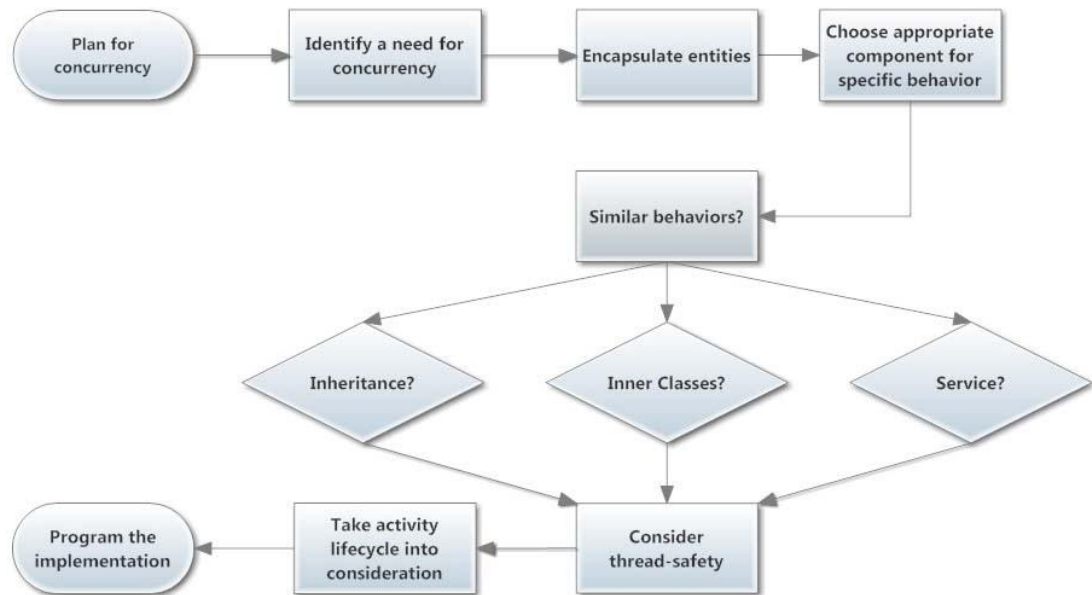 Plan for
concurrency
Identify a need for
concurrency
Encapsulate entities
Choose appropriate
component for
specific behavior
Similar behaviors?
Inheritance?
Inner Classes?
Service?
Program the
implementation
Take activity
lifecycle into
consideration
Consider
thread-safety